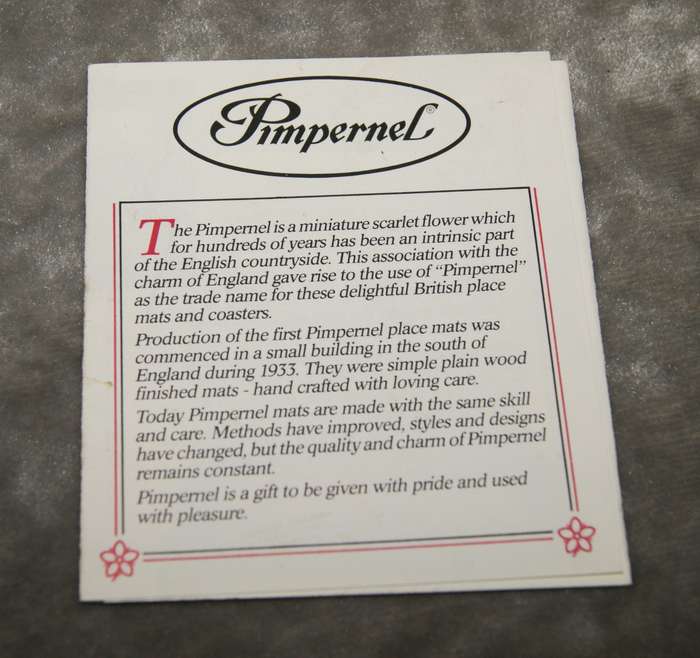 Pimpernel®
The Pimpernel is a miniature scarlet flower which
for hundreds of years has been an intrinsic part
of the English countryside. This association with the
charm of England gave rise to the use of “Pimpernel”
as the trade name for these delightful British place
mats and coasters.
Production of the first Pimpernel place mats was
commenced in a small building in the south of
England during 1933. They were simple plain wood
finished mats - hand crafted with loving care.
Today Pimpernel mats are made with the same skill
and care. Methods have improved, styles and designs
have changed, but the quality and charm of Pimpernel
remains constant.
Pimpernel is a gift to be given with pride and used
with pleasure.